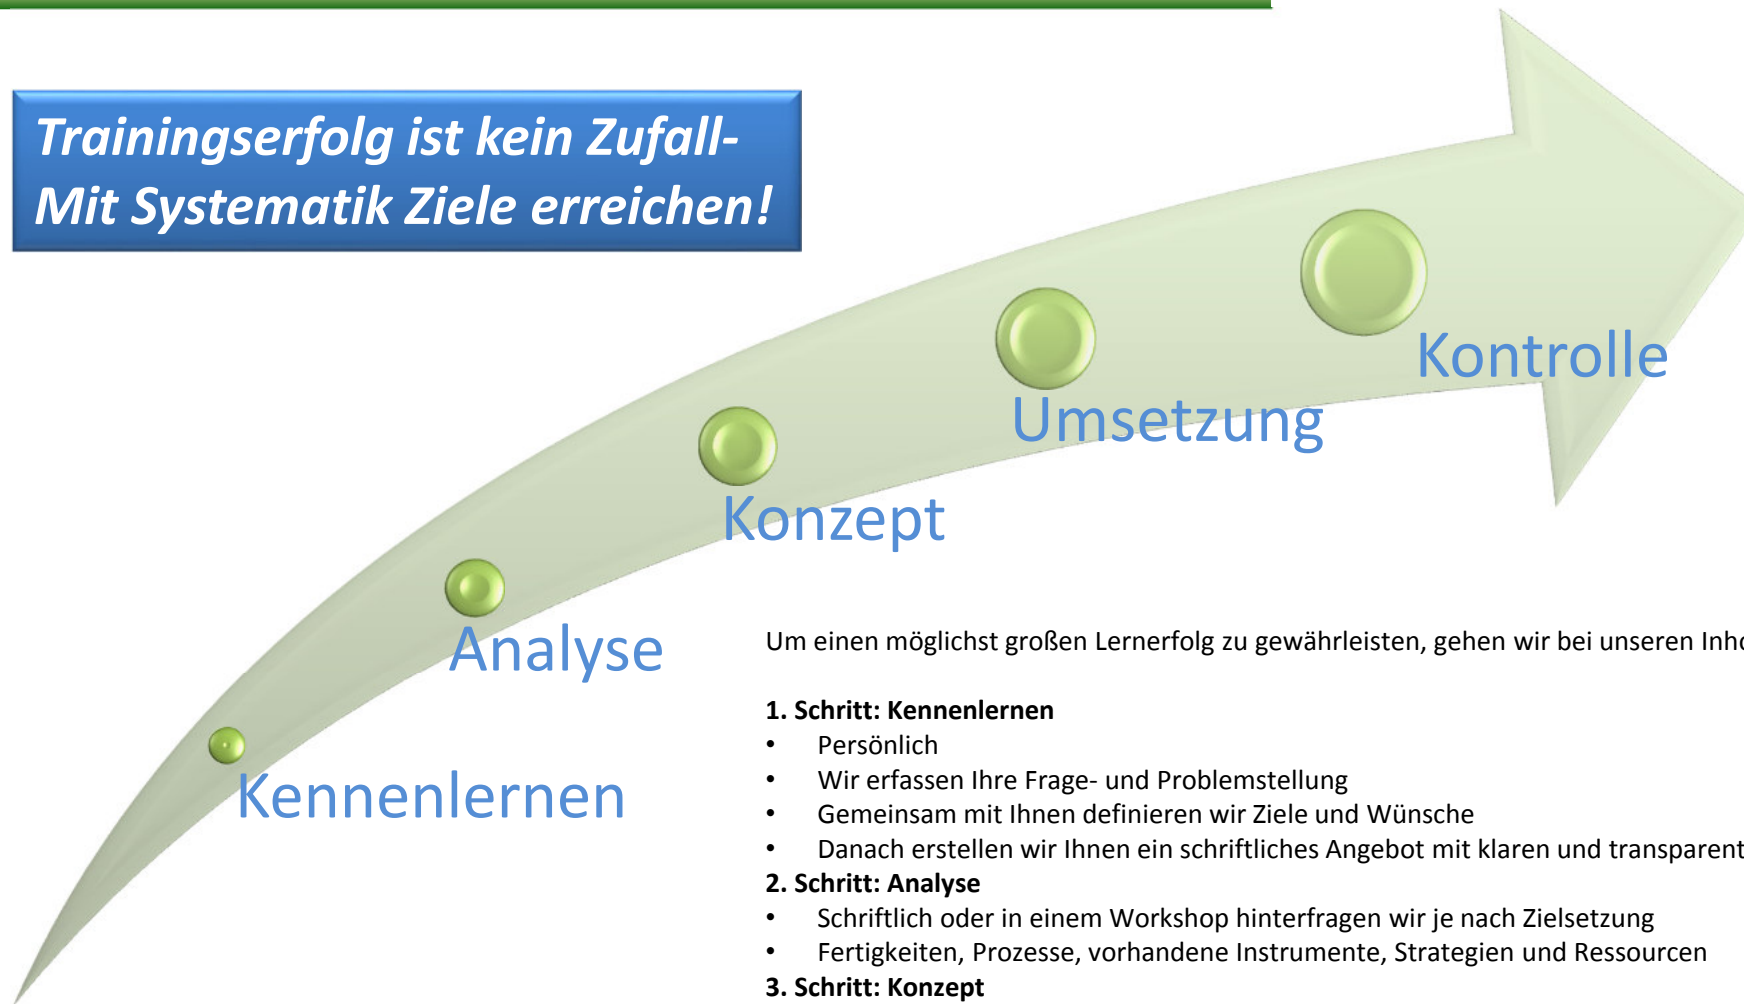 Trainingserfolg ist kein Zufall-
Mit Systematik Ziele erreichen!
Kontrolle
Umsetzung
Konzept
Analyse
Kennenlernen
Um einen möglichst großen Lernerfolg zu gewährleisten, gehen wir bei unseren
1. Schritt: Kennenlernen
• Persönlich
• Wir erfassen Ihre Frage- und Problemstellung
• Gemeinsam mit Ihnen definieren wir Ziele und Wünsche
• Danach erstellen wir Ihnen ein schriftliches Angebot mit klaren und transparent
2. Schritt: Analyse
• Schriftlich oder in einem Workshop hinterfragen wir je nach Zielsetzung
• Fertigkeiten, Prozesse, vorhandene Instrumente, Strategien und Ressourcen
3. Schritt: Konzept